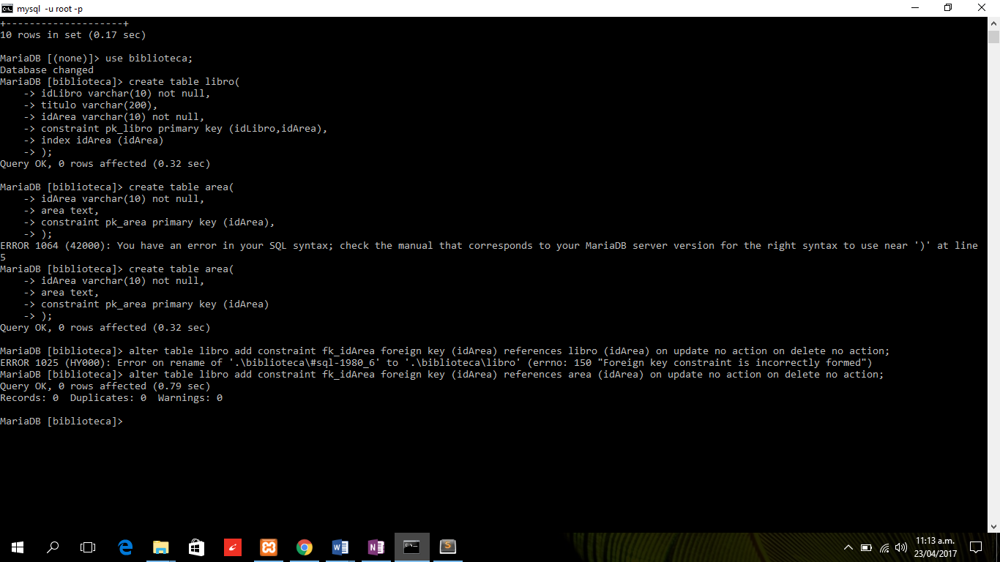 mysql -u root -p
+--------------------+
10 rows in set (0.17 sec)
MariaDB [(none)]> use biblioteca;
Database changed
MariaDB [biblioteca]> create table libro(
    -> idLibro varchar(10) not null,
    -> titulo varchar(200),
    -> idArea varchar(10) not null,
    -> constraint pk_libro primary key (idLibro,idArea),
    -> index idArea (idArea)
    -> );
Query OK, 0 rows affected (0.32 sec)
MariaDB [biblioteca]> create table area(
    -> idArea varchar(10) not null,
    -> area text,
    -> constraint pk_area primary key (idArea),
    -> );
ERROR 1064 (42000): You have an error in your SQL syntax; check the manual that corresponds to your MariaDB server version for the right syntax to use near ')' at line
5
MariaDB [biblioteca]> create table area(
    -> idArea varchar(10) not null,
    -> area text,
    -> constraint pk_area primary key (idArea)
    -> );
Query OK, 0 rows affected (0.32 sec)
MariaDB [biblioteca]> alter table libro add constraint fk_idArea foreign key (idArea) references libro (idArea) on update no action on delete no action;
ERROR 1025 (HY000): Error on rename of '.\biblioteca\#sql-1980_6' to '.\biblioteca\libro' (errno: 150 "Foreign key constraint is incorrectly formed")
MariaDB [biblioteca]> alter table libro add constraint fk_idArea foreign key (idArea) references area (idArea) on update no action on delete no action;
Query OK, 0 rows affected (0.79 sec)
Records: 0  Duplicates: 0  Warnings: 0
MariaDB [biblioteca]>
11:13 a.m.
23/04/2017